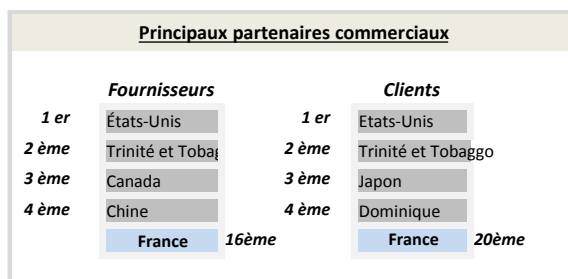 Principaux partenaires commerciaux
Fournisseurs Clients
1 er États-Unis 1 er Etats-Unis
2 ème Trinité et Tobag 2 ème Trinité et Tobaggo
3 ème Canada 3 ème Japon
4 ème Chine 4 ème Dominique
France 16ème France 20ème